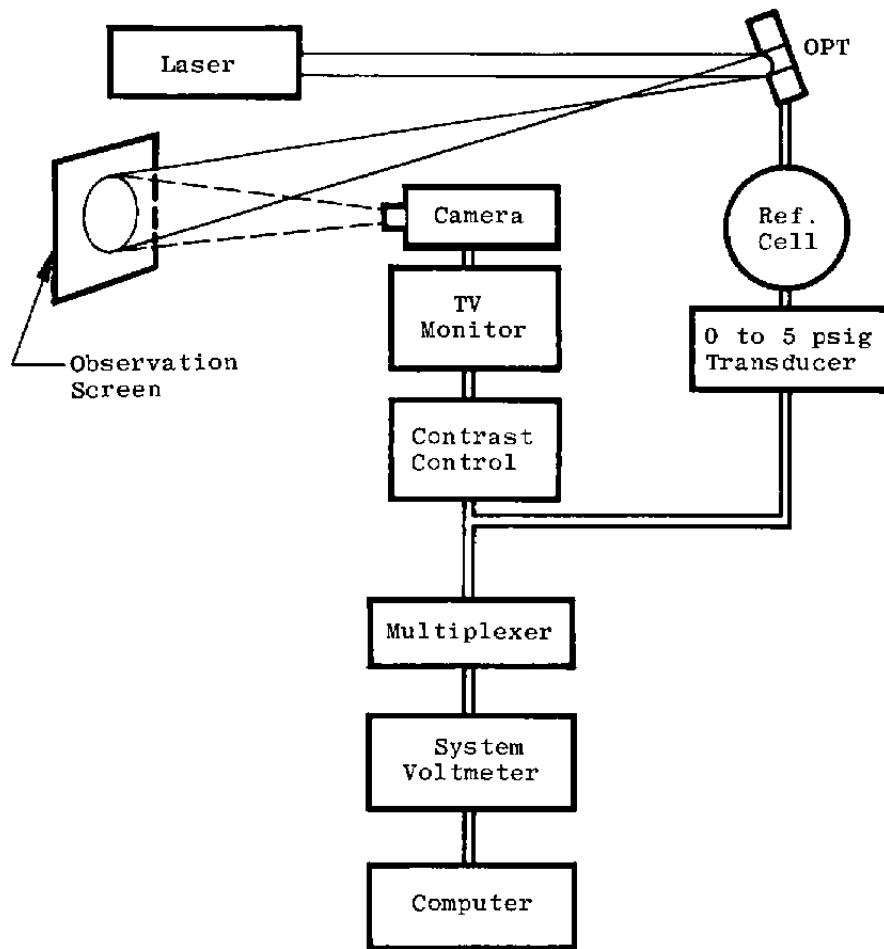 Laser
OPT
Camera
Ref.
Cell
TV
Monitor
0 to 5 psig
Transducer
Observation
Screen
Contrast
Control
Multiplexer
System
Voltmeter
Computer